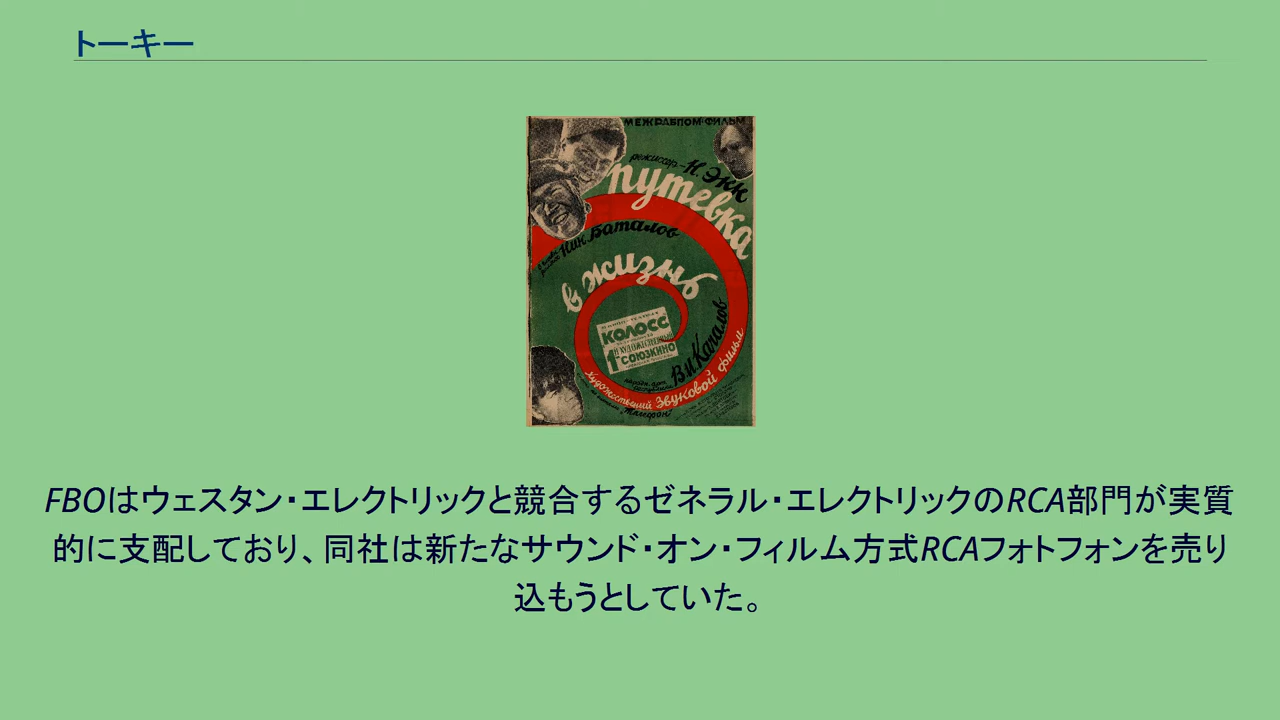 トーキー
МЕЖРАБПОМ-ФИЛЬМ
режиссер-Н. Экк
путевка
Ник. Баталов
в жизнь
КОЛОСС
1й СОЮЗКИНО
В.И. Качалов
Художественный Звуковой фильм
FBOはウェスタン・エレクトリックと競合するゼネラル・エレクトリックのRCA部門が実質
的に支配しており、同社は新たなサウンド・オン・フィルム方式RCAフォトフォンを売り
込もうとしていた。